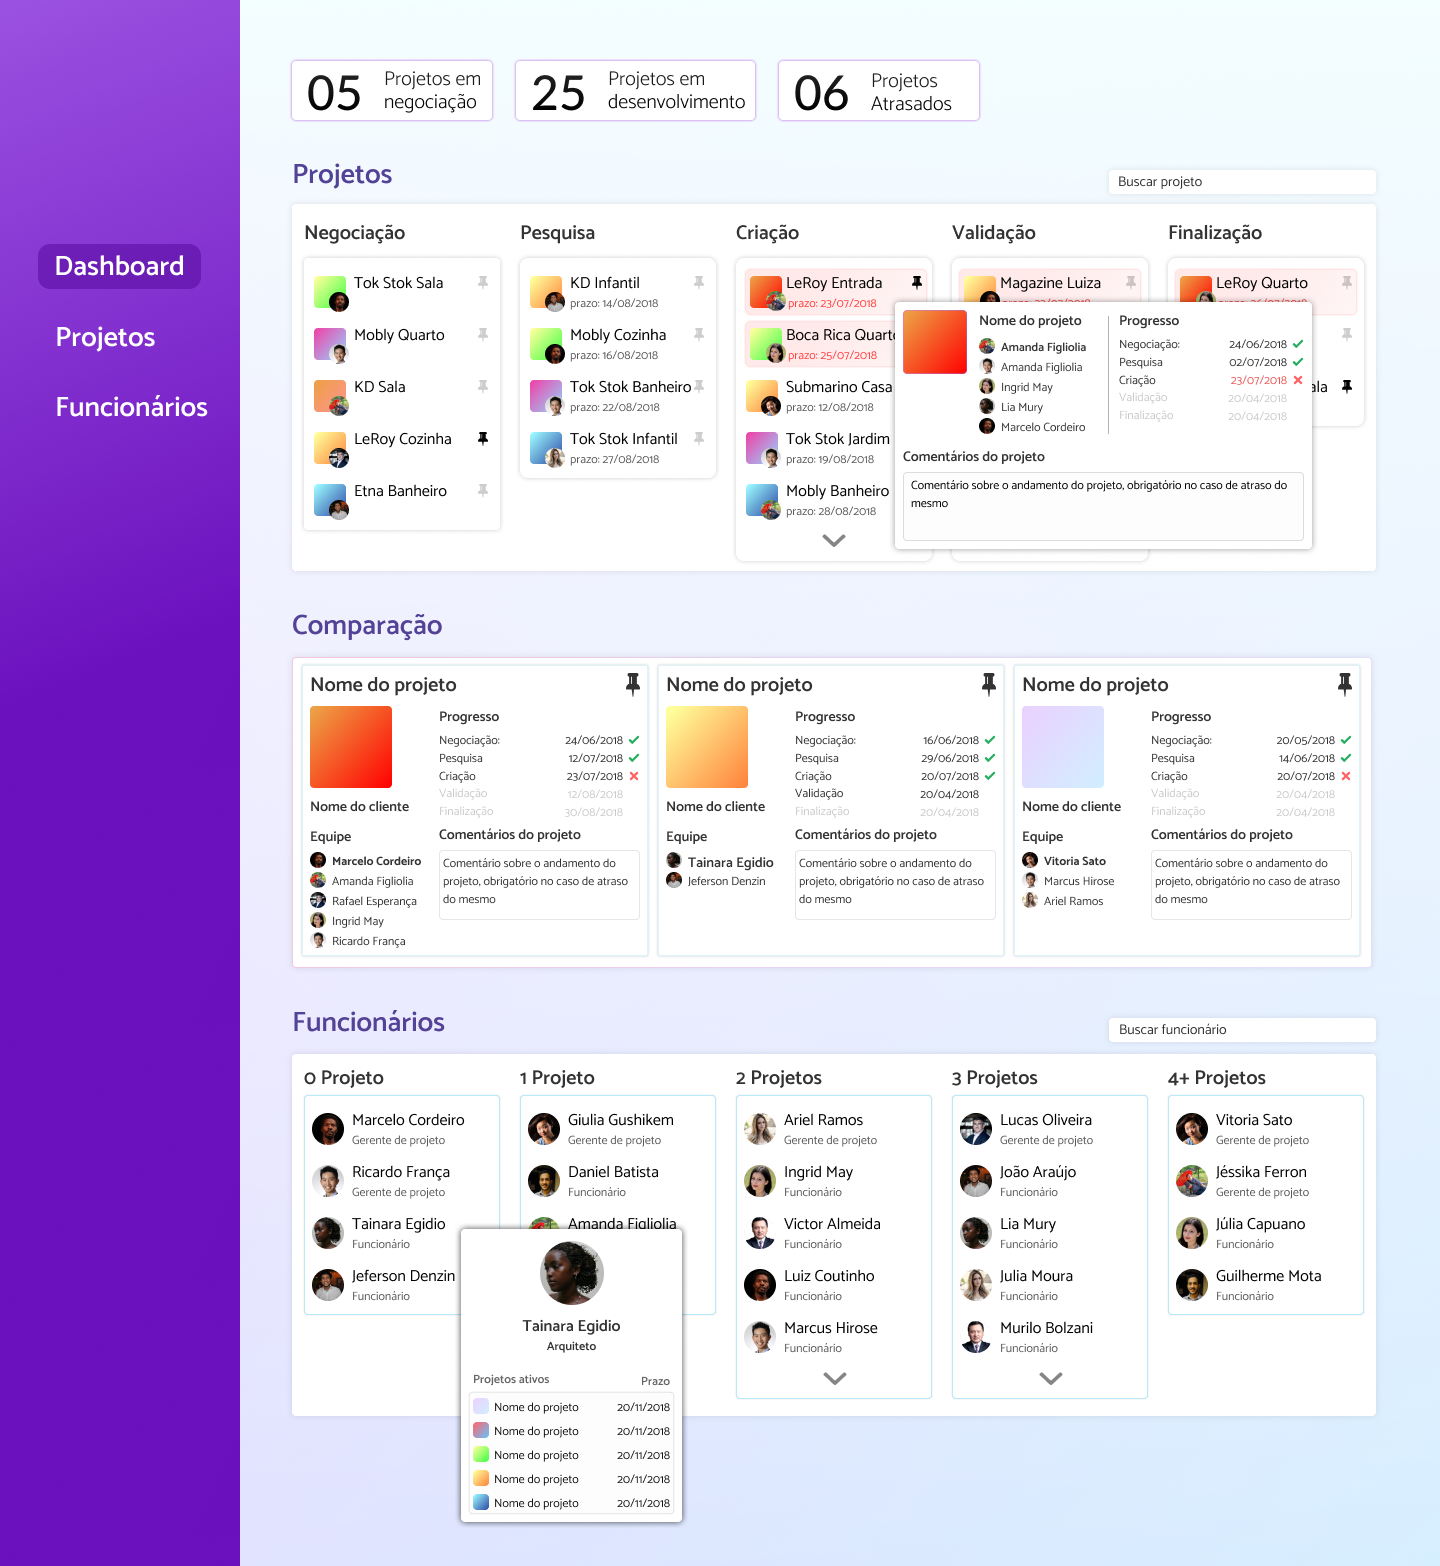 Dashboard
Projetos
Funcionários
05 Projetos em negociação
25 Projetos em desenvolvimento
06 Projetos Atrasados
Projetos
Buscar projeto
Negociação
Tok Stok Sala
Mobly Quarto
KD Sala
LeRoy Cozinha
Etna Banheiro
Pesquisa
KD Infantil
prazo: 14/08/2018
Mobly Cozinha
prazo: 16/08/2018
Tok Stok Banheiro
prazo: 22/08/2018
Tok Stok Infantil
prazo: 27/08/2018
Criação
LeRoy Entrada
prazo: 23/07/2018
Boca Rica Quarto
prazo: 25/07/2018
Submarino Casa
prazo: 12/08/2018
Tok Stok Jardim
prazo: 19/08/2018
Mobly Banheiro
prazo: 28/08/2018
Validação
Magazine Luiza
Finalização
LeRoy Quarto
ala
Nome do projeto
Amanda Figliolia
Amanda Figliolia
Ingrid May
Lia Mury
Marcelo Cordeiro
Progresso
Negociação: 24/06/2018
Pesquisa 02/07/2018
Criação 23/07/2018
Validação 20/04/2018
Finalização 20/04/2018
Comentários do projeto
Comentário sobre o andamento do projeto, obrigatório no caso de atraso do
mesmo
Comparação
Nome do projeto
Nome do cliente
Equipe
Marcelo Cordeiro
Amanda Figliolia
Rafael Esperança
Ingrid May
Ricardo França
Progresso
Negociação: 24/06/2018
Pesquisa 12/07/2018
Criação 23/07/2018
Validação 12/08/2018
Finalização 30/08/2018
Comentários do projeto
Comentário sobre o andamento do
projeto, obrigatório no caso de atraso
do mesmo
Nome do projeto
Nome do cliente
Equipe
Tainara Egidio
Jeferson Denzin
Progresso
Negociação: 16/06/2018
Pesquisa 29/06/2018
Criação 20/07/2018
Validação 20/04/2018
Finalização 20/04/2018
Comentários do projeto
Comentário sobre o andamento do
projeto, obrigatório no caso de atraso
do mesmo
Nome do projeto
Nome do cliente
Equipe
Vitoria Sato
Marcus Hirose
Ariel Ramos
Progresso
Negociação: 20/05/2018
Pesquisa 14/06/2018
Criação 20/07/2018
Validação 20/04/2018
Finalização 20/04/2018
Comentários do projeto
Comentário sobre o andamento do
projeto, obrigatório no caso de atraso
do mesmo
Funcionários
Buscar funcionário
0 Projeto
Marcelo Cordeiro
Gerente de projeto
Ricardo França
Gerente de projeto
Tainara Egidio
Funcionário
Jeferson Denzin
Funcionário
1 Projeto
Giulia Gushikem
Gerente de projeto
Daniel Batista
Funcionário
Amanda Figliolia
2 Projetos
Ariel Ramos
Gerente de projeto
Ingrid May
Funcionário
Victor Almeida
Funcionário
Luiz Coutinho
Funcionário
Marcus Hirose
Funcionário
3 Projetos
Lucas Oliveira
Gerente de projeto
João Araújo
Funcionário
Lia Mury
Funcionário
Julia Moura
Funcionário
Murilo Bolzani
Funcionário
4+ Projetos
Vitoria Sato
Gerente de projeto
Jéssika Ferron
Gerente de projeto
Júlia Capuano
Funcionário
Guilherme Mota
Funcionário
Tainara Egidio
Arquiteto
Projetos ativos Prazo
Nome do projeto 20/11/2018
Nome do projeto 20/11/2018
Nome do projeto 20/11/2018
Nome do projeto 20/11/2018
Nome do projeto 20/11/2018